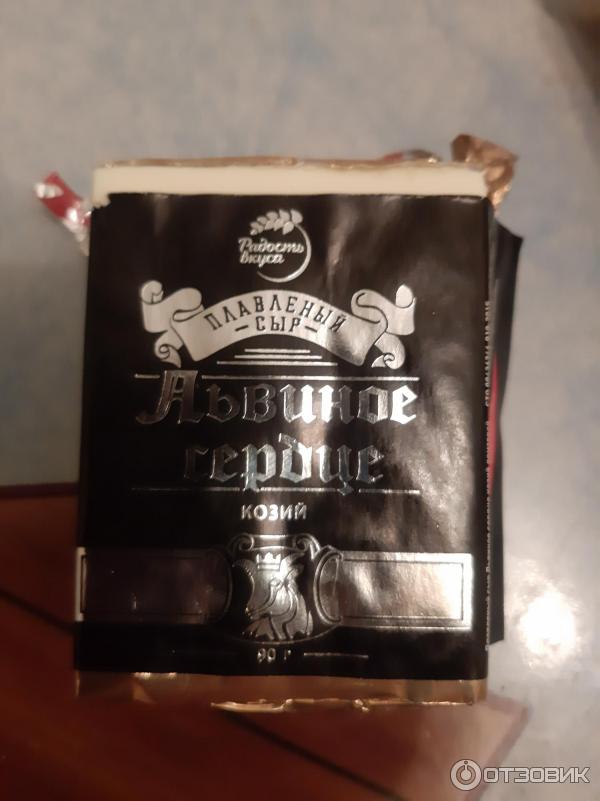 Радость
вкуса
ПЛАВЛЕНЫЙ
СЫР
Львиное
сердце
КОЗИЙ
90 г
ОТЗОВИК